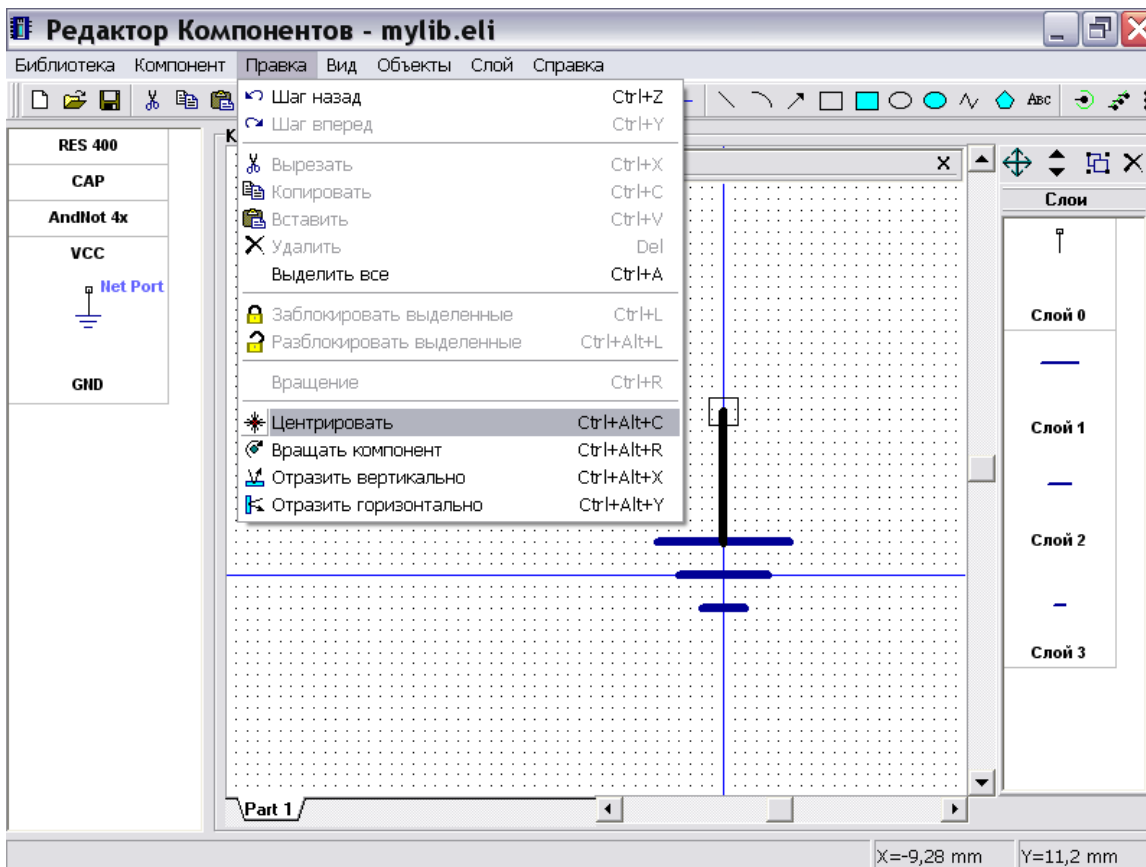 Редактор Компонентов - mylib.eli
Библиотека Компонент Правка Вид Объекты Слой Справка
ABC
Шаг назад Ctrl+Z
Шаг вперед Ctrl+Y
Вырезать Ctrl+X
Копировать Ctrl+C
Вставить Ctrl+V
Удалить Del
Выделить все Ctrl+A
Заблокировать выделенные Ctrl+L
Разблокировать выделенные Ctrl+Alt+L
Вращение Ctrl+R
Центрировать Ctrl+Alt+C
Вращать компонент Ctrl+Alt+R
Отразить вертикально Ctrl+Alt+X
Отразить горизонтально Ctrl+Alt+Y
RES 400
CAP
AndNot 4x
VCC
Net Port
GND
Слои
Слой 0
Слой 1
Слой 2
Слой 3
Part 1
X=-9,28 mm Y=11,2 mm